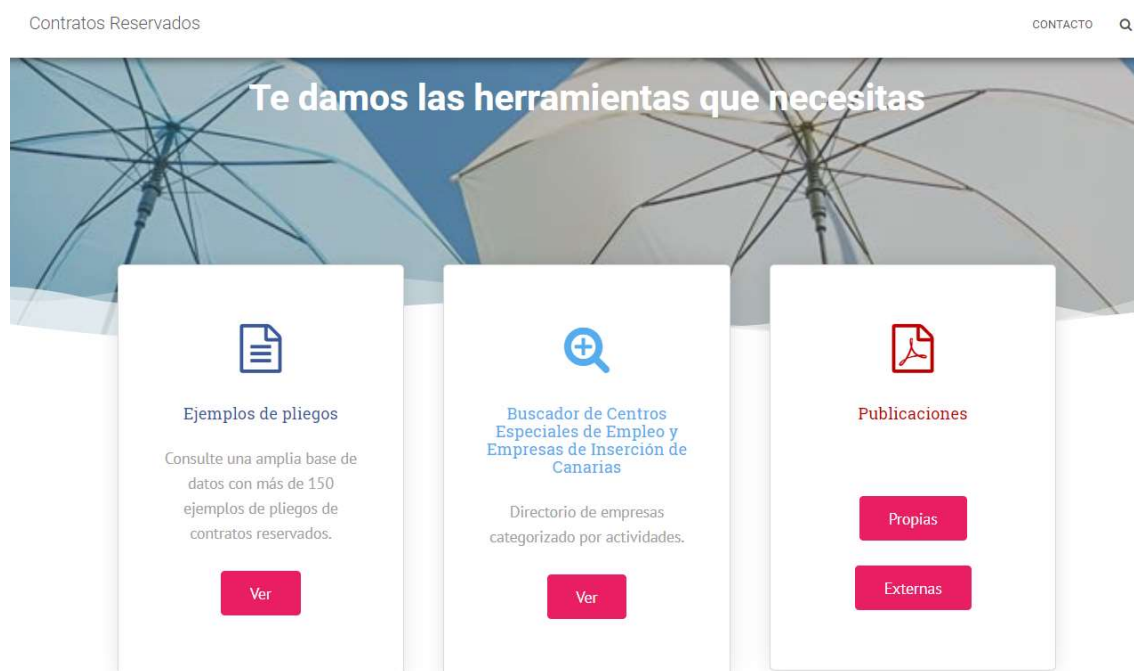 Contratos Reservados
CONTACTO
Te damos las herramientas que necesitas
Ejemplos de pliegos
Consulte una amplia base de
datos con más de 150
ejemplos de pliegos de
contratos reservados.
Ver
Buscador de Centros
Especiales de Empleo y
Empresas de Inserción de
Canarias
Directorio de empresas
categorizado por actividades.
Ver
Publicaciones
Propias
Externas